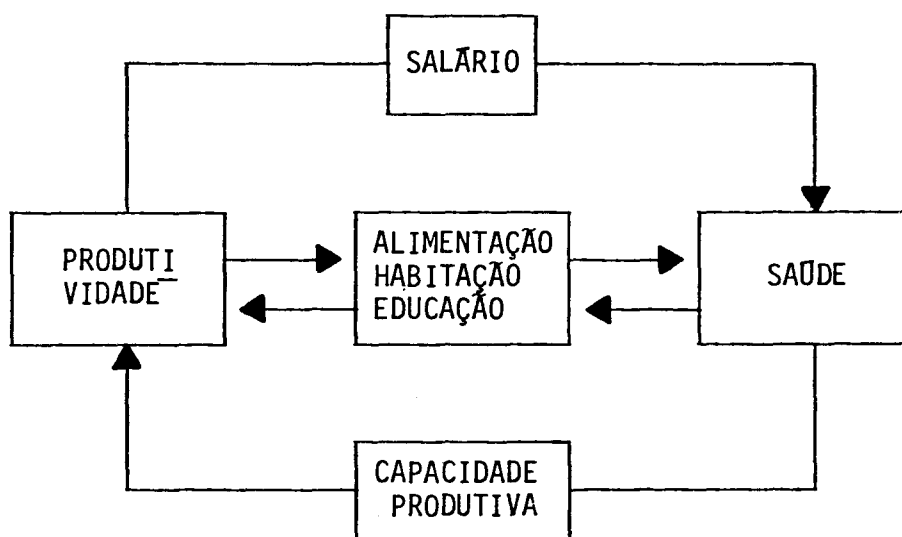 SALÁRIO
PRODUTI
VIDADE
ALIMENTAÇÃO
HABITAÇÃO
EDUCAÇÃO
SAÚDE
CAPACIDADE
PRODUTIVA